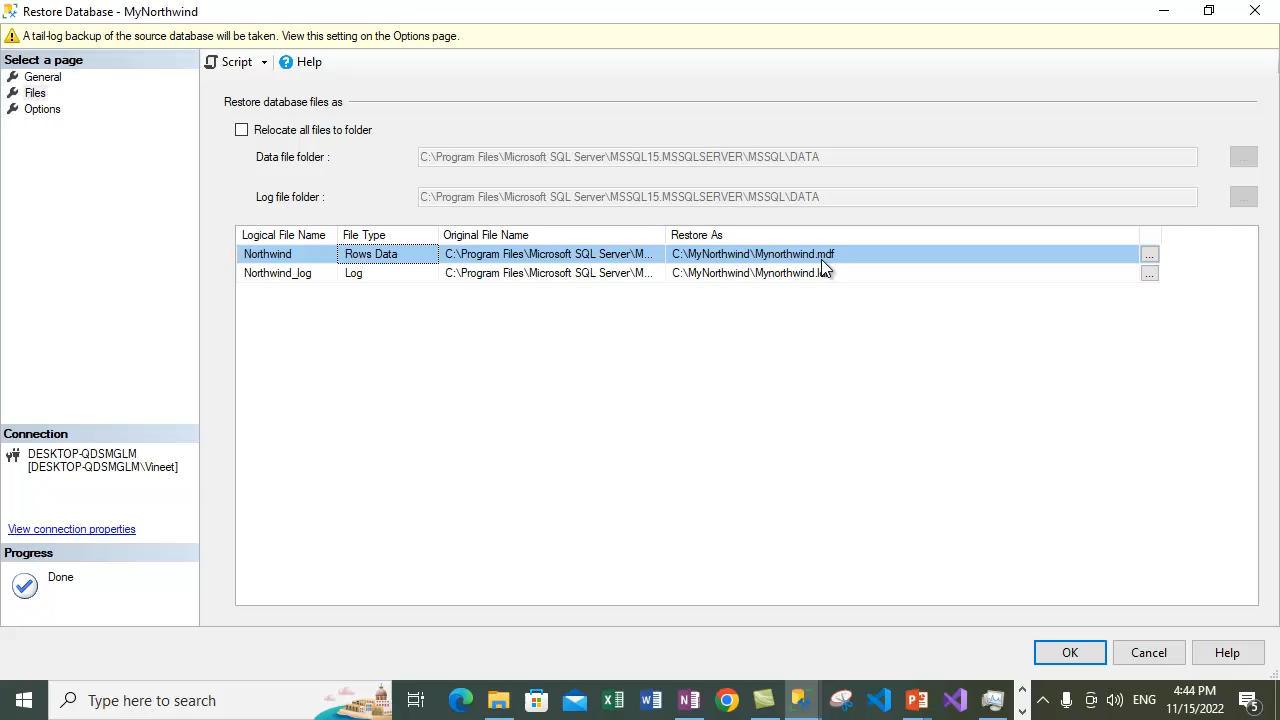 Restore Database - MyNorthwind
A tail-log backup of the source database will be taken. View this setting on the Options page.
Select a page
General
Files
Options
Script
Help
Restore database files as
Relocate all files to folder
Data file folder :
C:\Program Files\Microsoft SQL Server\MSSQL15.MSSQLSERVER\MSSQL\DATA
...
Log file folder :
C:\Program Files\Microsoft SQL Server\MSSQL15.MSSQLSERVER\MSSQL\DATA
...
Logical File Name File Type Original File Name Restore As
Northwind Rows Data C:\Program Files\Microsoft SQL Server\M... C:\MyNorthwind\Mynorthwind.mdf ...
Northwind_log Log C:\Program Files\Microsoft SQL Server\M... ...
Connection
DESKTOP-QDSMGLM
[DESKTOP-QDSMGLM\Vineet]
View connection properties
Progress
Done
OK Cancel Help
Type here to search
ENG
4:44 PM
11/15/2022
5